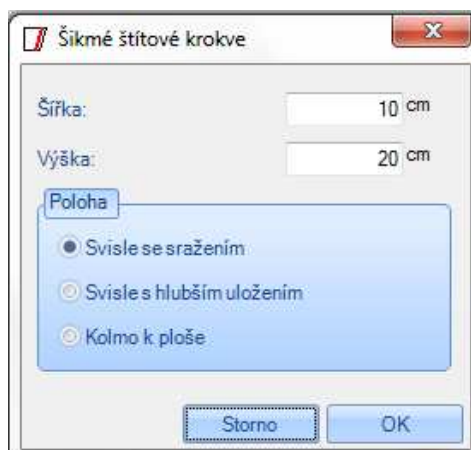 Šikmé štítové krokve
Šířka: 10 cm
Výška: 20 cm
Poloha
Svisle se sražením
Svisle s hlubším uložením
Kolmo k ploše
Storno OK